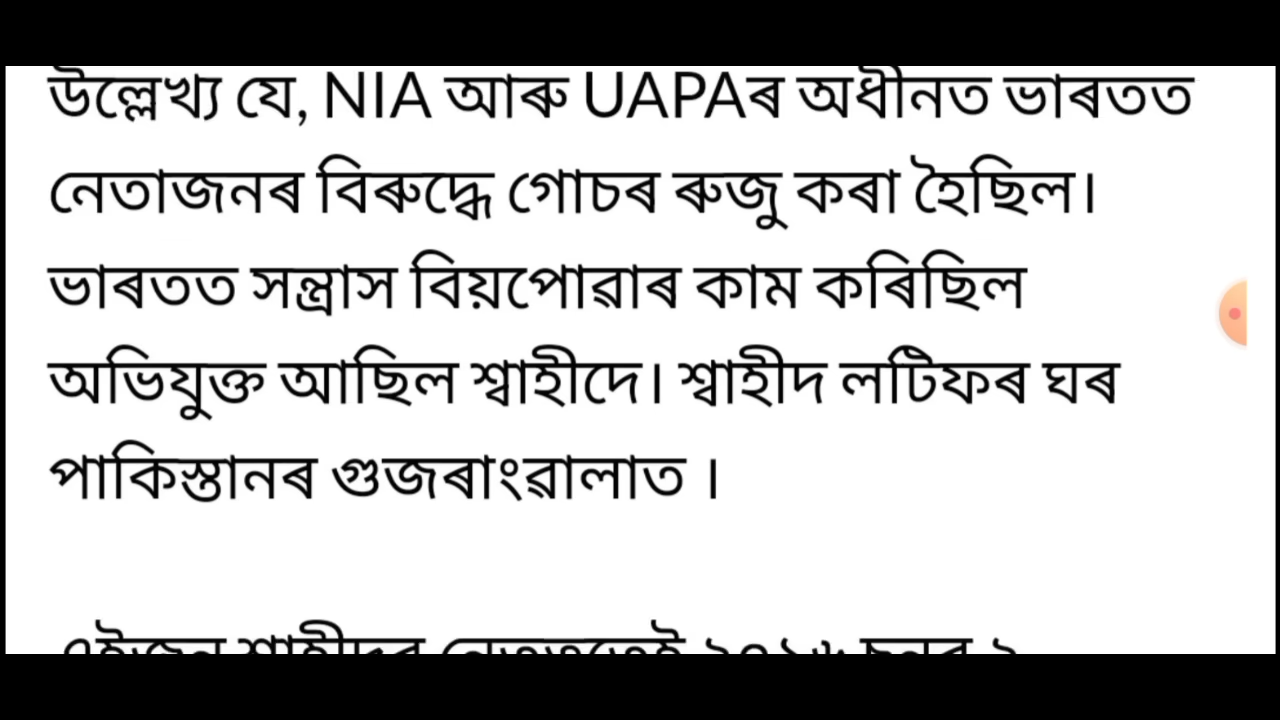 উল্লেখ্য যে, NIA আৰু UAPAৰ অধীনত ভাৰতত
নেতাজনৰ বিৰুদ্ধে গোচৰ ৰুজু কৰা হৈছিল।
ভাৰতত সন্ত্ৰাস বিয়পোৱাৰ কাম কৰিছিল
অভিযুক্ত আছিল শ্বাহীদে। শ্বাহীদ লটিফৰ ঘৰ
পাকিস্তানৰ গুজৰাংৱালাত ।